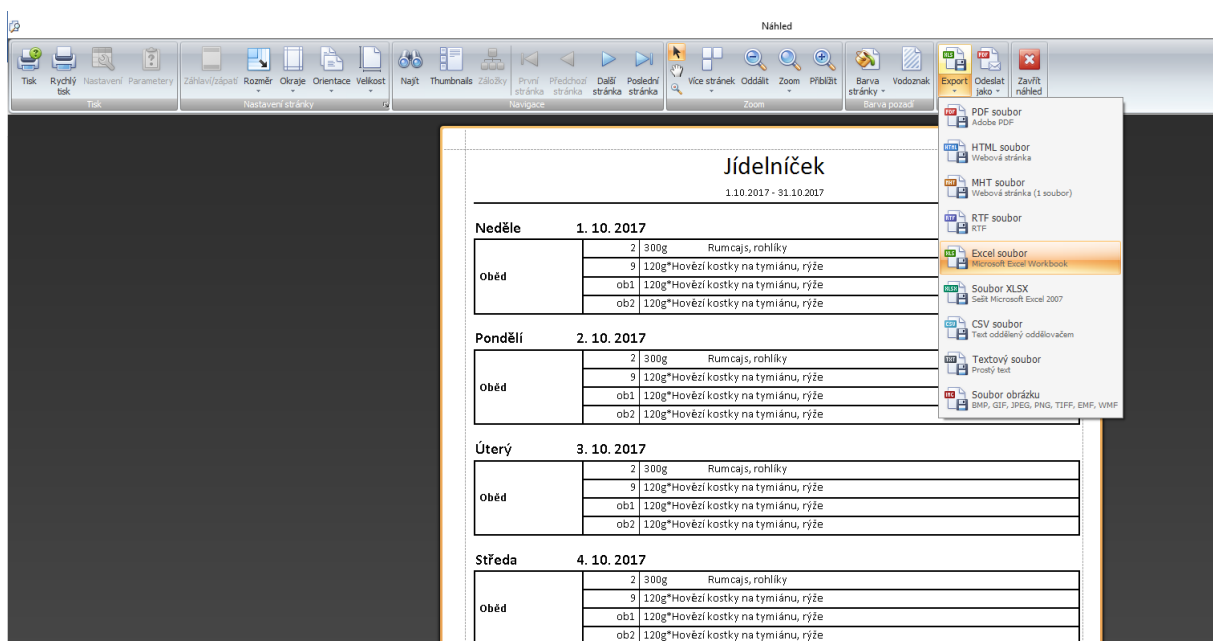 Náhled
Tisk
Rychlý tisk
Nastavení
Parametery
Tisk
Záhlaví/zápatí
Rozměr
Okraje
Orientace
Velikost
Nastavení stránky
Najít
Thumbnails
Záložky
První stránka
Předchozí stránka
Další stránka
Poslední stránka
Navigace
Více stránek
Oddálit
Zoom
Přiblížit
Zoom
Barva stránky
Vodoznak
Barva pozadí
Export
Odeslat jako
Zavřít náhled
PDF soubor
Adobe PDF
HTML soubor
Webová stránka
MHT soubor
Webová stránka (1 soubor)
RTF soubor
RTF
Excel soubor
Microsoft Excel Workbook
Soubor XLSX
Sešit Microsoft Excel 2007
CSV soubor
Text oddělený oddělovačem
Textový soubor
Prostý text
Soubor obrázku
BMP, GIF, JPEG, PNG, TIFF, EMF, WMF
Jídelníček
1.10.2017 - 31.10.2017
Neděle 1. 10. 2017
Oběd
2 300g Rumcajs, rohlíky
9 120g*Hovězí kostky na tymiánu, rýže
ob1 120g*Hovězí kostky na tymiánu, rýže
ob2 120g*Hovězí kostky na tymiánu, rýže
Pondělí 2. 10. 2017
Oběd
2 300g Rumcajs, rohlíky
9 120g*Hovězí kostky na tymiánu, rýže
ob1 120g*Hovězí kostky na tymiánu, rýže
ob2 120g*Hovězí kostky na tymiánu, rýže
Úterý 3. 10. 2017
Oběd
2 300g Rumcajs, rohlíky
9 120g*Hovězí kostky na tymiánu, rýže
ob1 120g*Hovězí kostky na tymiánu, rýže
ob2 120g*Hovězí kostky na tymiánu, rýže
Středa 4. 10. 2017
Oběd
2 300g Rumcajs, rohlíky
9 120g*Hovězí kostky na tymiánu, rýže
ob1 120g*Hovězí kostky na tymiánu, rýže
ob2 120g*Hovězí kostky na tymiánu, rýže